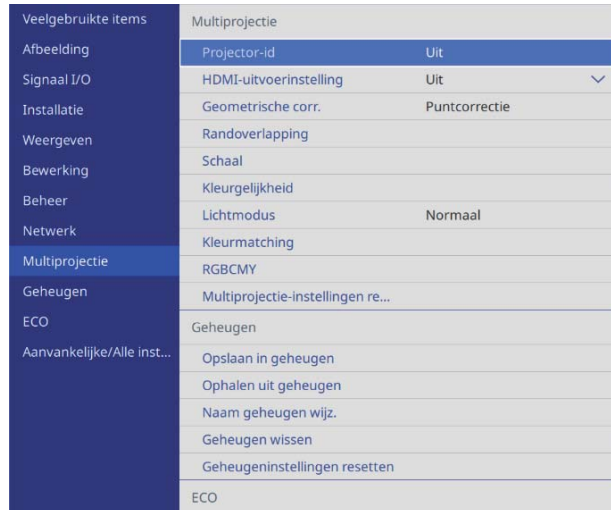 Veelgebruikte items
Afbeelding
Signaal I/O
Installatie
Weergeven
Bewerking
Beheer
Netwerk
Multiprojectie
Geheugen
ECO
Aanvankelijke/Alle inst...
Multiprojectie
Projector-id Uit
HDMI-uitvoerinstelling Uit
Geometrische corr. Puntcorrectie
Randoverlapping
Schaal
Kleurgelijkheid
Lichtmodus Normaal
Kleurmatching
RGBCMY
Multiprojectie-instellingen re...
Geheugen
Opslaan in geheugen
Ophalen uit geheugen
Naam geheugen wijz.
Geheugen wissen
Geheugeninstellingen resetten
ECO